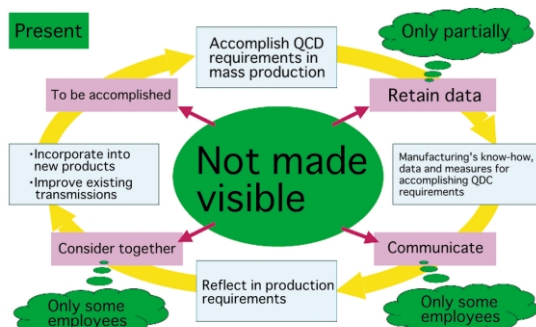 Present
Accomplish QCD
requirements in
mass production
Only partially
To be accomplished
Retain data
Not made
visible
・Incorporate into
new products
・Improve existing
transmissions
Manufacturing's know-how,
data and measures for
accomplishing QDC
requirements
Consider together
Communicate
Reflect in production
requirements
Only some
employees
Only some
employees